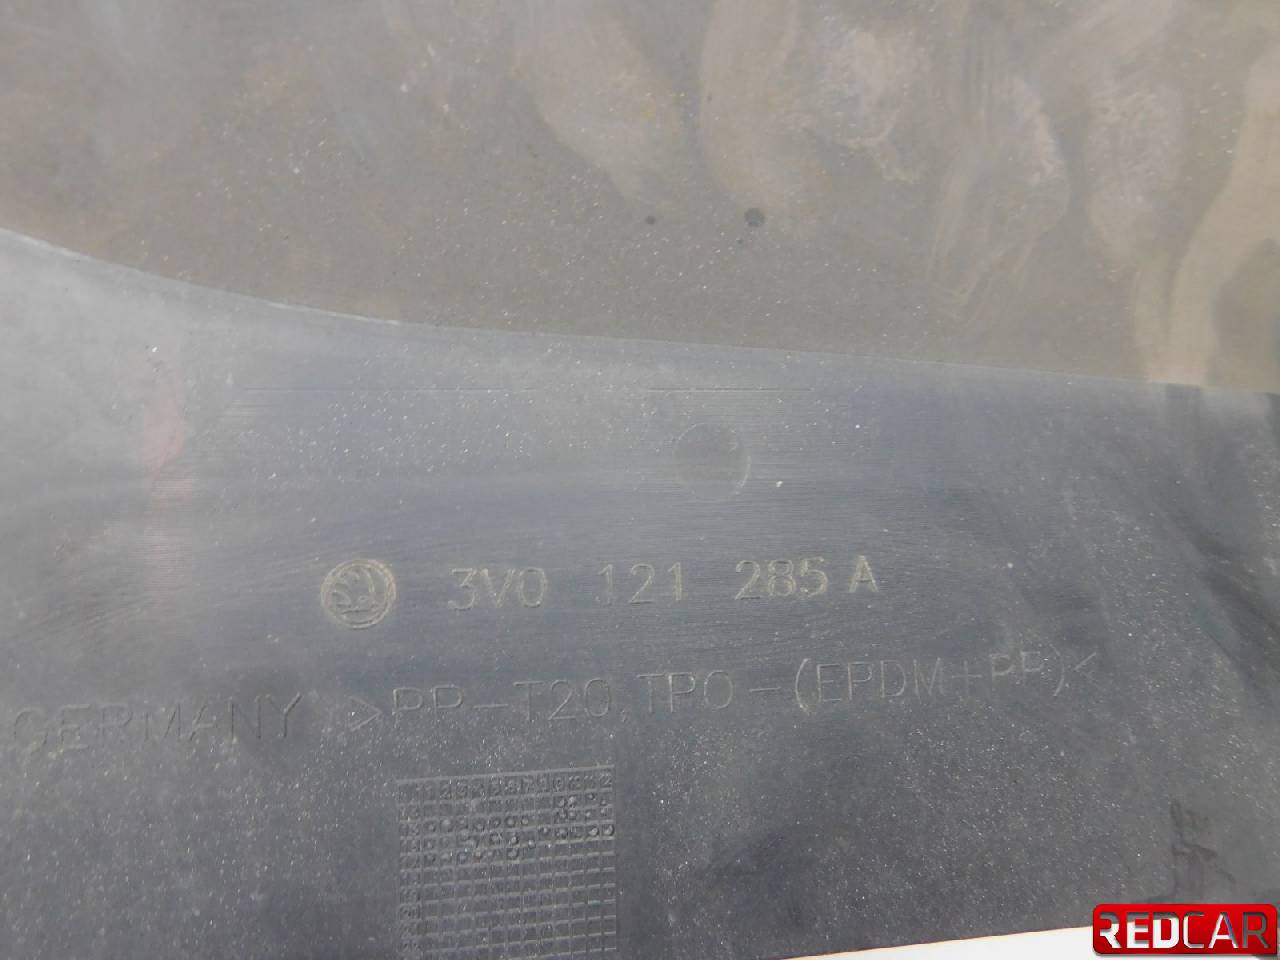 3V0 121 285 A
GERMANY >PP-T20,TPO-(EPDM+PP)<
REDCAR